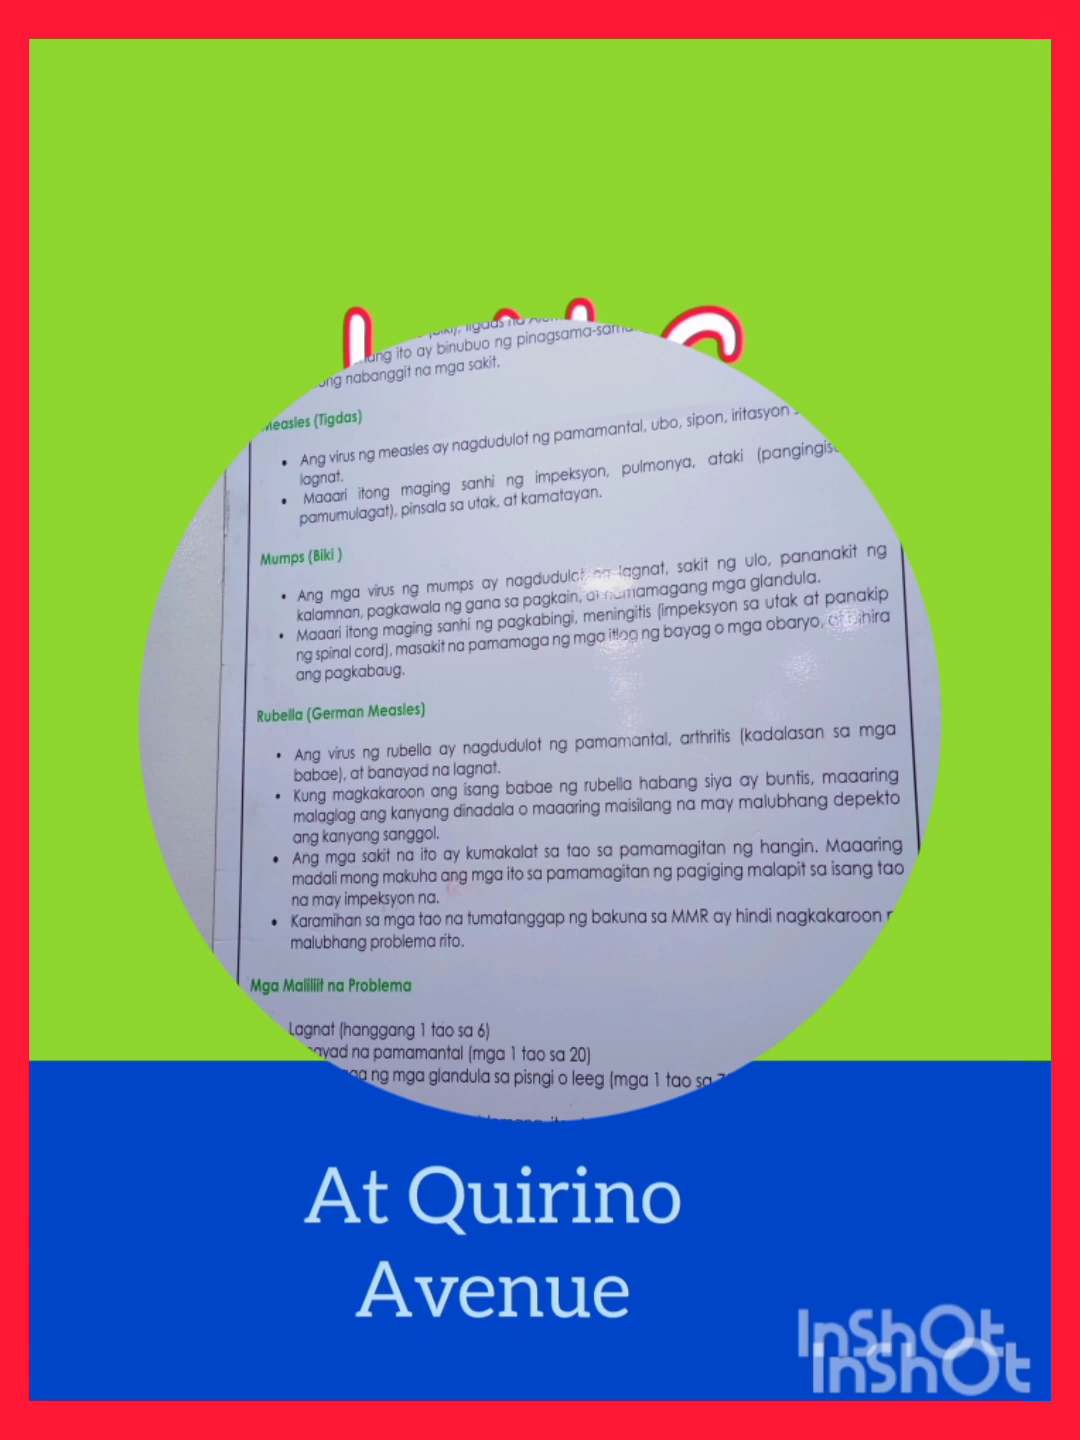 ito ay binubuo ng
nabanggit na mga sakit.
Measles (Tigdas)
• Ang virus ng measles ay nagdudulot ng pamamantal, ubo, sipon, iritasyon
lagnat.
• Maaari itong maging sanhi ng impeksyon, pulmonya, ataki
pamumulagat), pinsala sa utak, at kamatayan.
Mumps (Biki )
• Ang mga virus ng mumps ay nagdudulot ng lagnat, sakit ng ulo, pananakit ng
kalamnan, pagkawala ng gana sa pagkain, at namamagang mga glandula.
• Maaari itong maging sanhi ng pagkabingi, meningitis (impeksyon sa utak at panakip
ng spinal cord), masakit na pamamaga ng mga itlog ng bayag o mga obaryo,
ang pagkabaug.
Rubella (German Measles)
• Ang virus ng rubella ay nagdudulot ng pamamantal, arthritis (kadalasan sa mga
babae), at banayad na lagnat.
• Kung magkakaroon ang isang babae ng rubella habang siya ay buntis, maaaring
malaglag ang kanyang dinadala o maaaring maisilang na may malubhang depekto
ang kanyang sanggol.
• Ang mga sakit na ito ay kumakalat sa tao sa pamamagitan ng hangin. Maaaring
madali mong makuha ang mga ito sa pamamagitan ng pagiging malapit sa isang tao
na may impeksyon na.
• Karamihan sa mga tao na tumatanggap ng bakuna sa MMR ay hindi nagkakaroon
malubhang problema rito.
Mga Maliliit na Problema
Lagnat (hanggang 1 tao sa 6)
na pamamantal (mga 1 tao sa 20)
ng mga glandula sa pisngi o leeg (mga 1 tao sa
At Quirino
Avenue
InShOt
InShOt